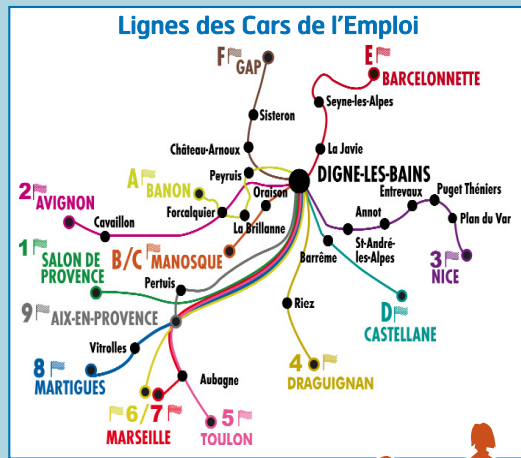 Lignes des Cars de l'Emploi
F GAP
E BARCELONNETTE
Seyne-les-Alpes
Sisteron
Château-Arnoux
La Javie
Peyruis
DIGNE-LES-BAINS
A BANON
Oraison
Entrevaux
Puget Théniers
2 AVIGNON
Forcalquier
La Brillanne
Annot
Plan du Var
Cavaillon
B/C MANOSQUE
St-André-
les-Alpes
Barrême
3 NICE
1 SALON DE
PROVENCE
Pertuis
Riez
D
CASTELLANE
9 AIX-EN-PROVENCE
Vitrolles
4
DRAGUIGNAN
8
MARTIGUES
Aubagne
6/7
MARSEILLE
5
TOULON